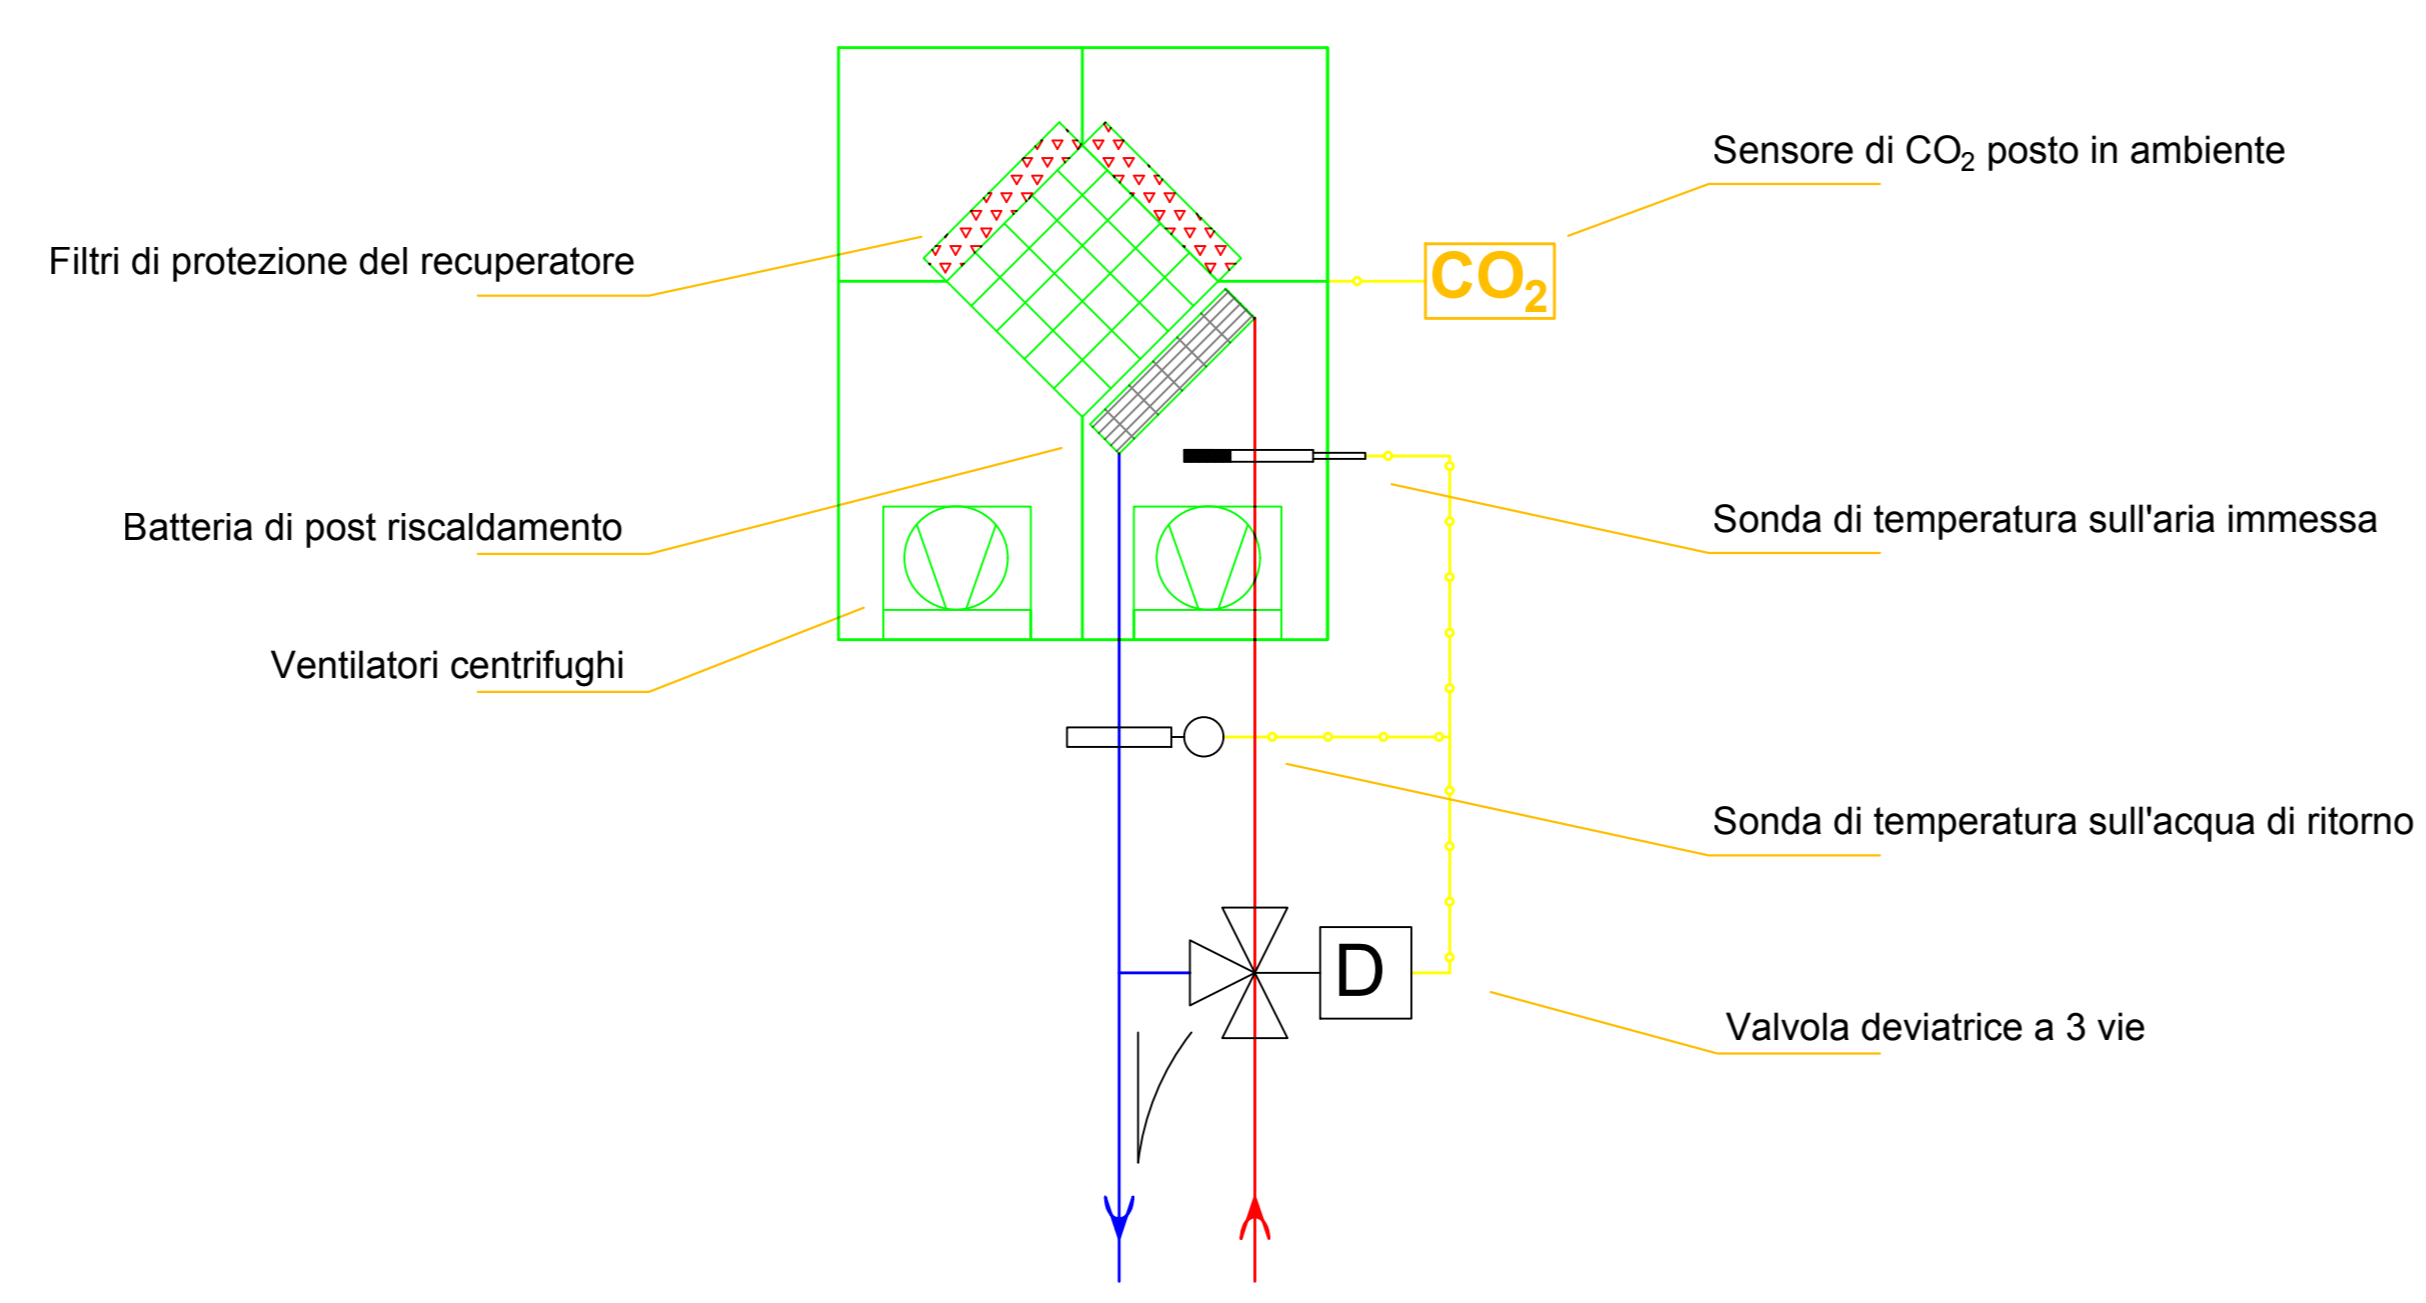 Sensore di CO₂ posto in ambiente
Filtri di protezione del recuperatore
CO₂
Batteria di post riscaldamento
Sonda di temperatura sull'aria immessa
Ventilatori centrifughi
Sonda di temperatura sull'acqua di ritorno
D
Valvola deviatrice a 3 vie